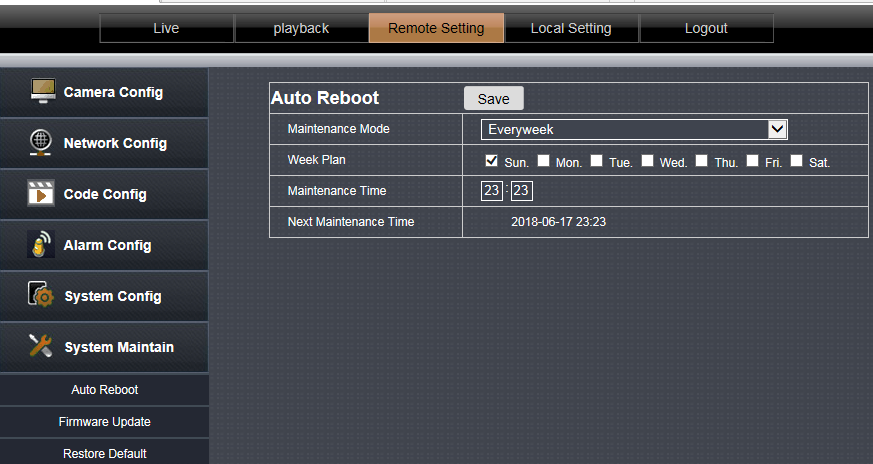 Live playback Remote Setting Local Setting Logout
Camera Config
Network Config
Code Config
Alarm Config
System Config
System Maintain
Auto Reboot
Firmware Update
Restore Default
Auto Reboot Save
Maintenance Mode Everyweek
Week Plan Sun. Mon. Tue. Wed. Thu. Fri. Sat.
Maintenance Time 23 : 23
Next Maintenance Time 2018-06-17 23:23